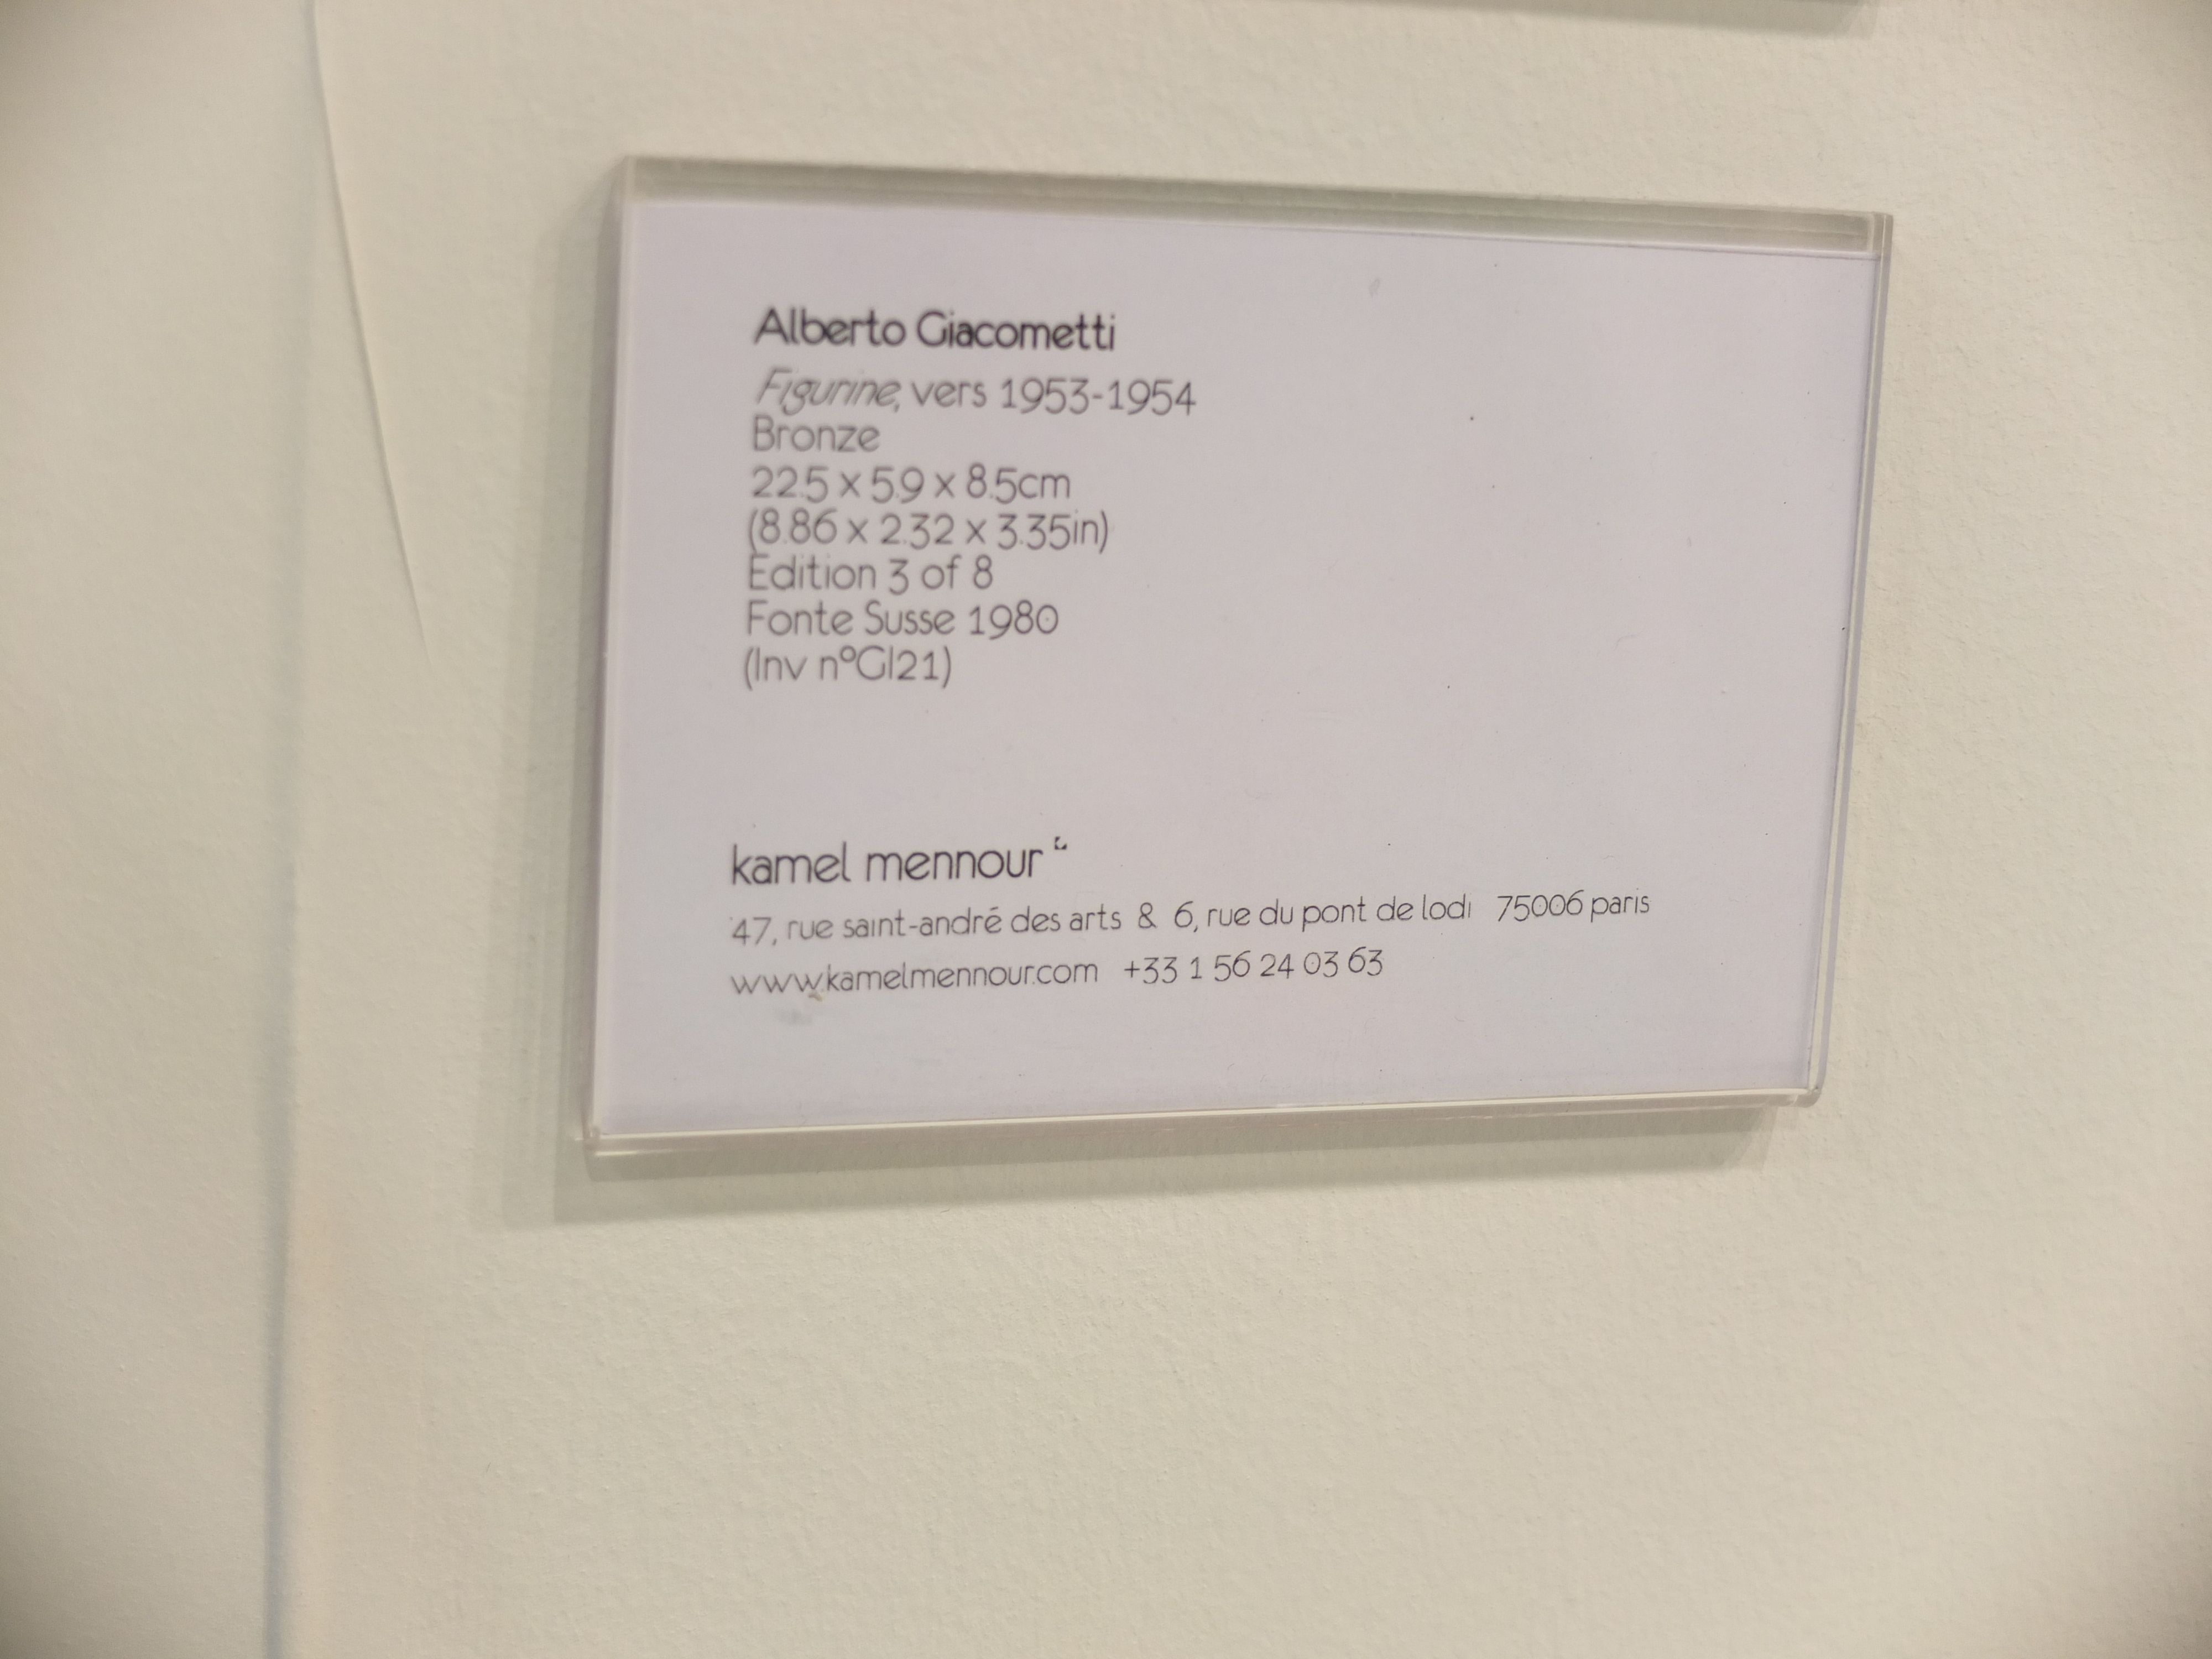 Alberto Giacometti
Figurine, vers 1953-1954
Bronze
22.5 x 5.9 x 8.5cm
(8.86 x 2.32 x 3.35in)
Edition 3 of 8
Fonte Susse 1980
(Inv n°GI21)
kamel mennour
47, rue saint-andré des arts & 6, rue du pont de lodi 75006 paris
www.kamelmennour.com +33 1 56 24 03 63